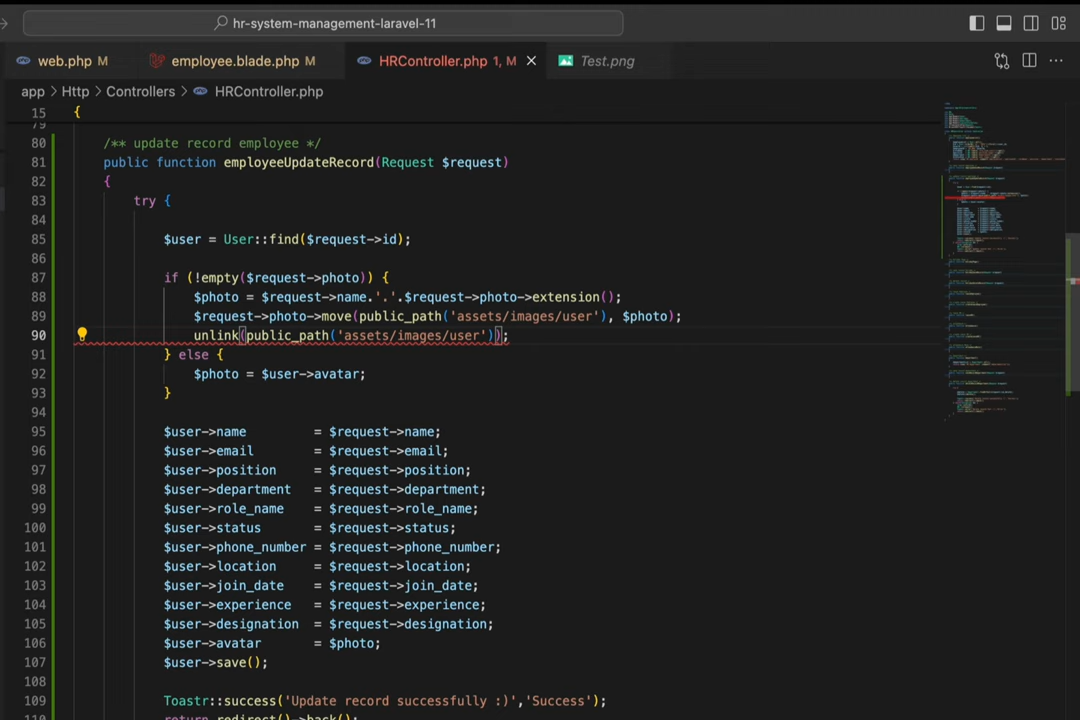 hr-system-management-laravel-11
web.php M employee.blade.php M HRController.php 1, M Test.png
app > Http > Controllers > HRController.php
15 {
79
80 /** update record employee */
81 public function employeeUpdateRecord(Request $request)
82 {
83 try {
84
85 $user = User::find($request->id);
86
87 if (!empty($request->photo)) {
88 $photo = $request->name.'.'.$request->photo->extension();
89 $request->photo->move(public_path('assets/images/user'), $photo);
90 unlink(public_path('assets/images/user'));
91 } else {
92 $photo = $user->avatar;
93 }
94
95 $user->name = $request->name;
96 $user->email = $request->email;
97 $user->position = $request->position;
98 $user->department = $request->department;
99 $user->role_name = $request->role_name;
100 $user->status = $request->status;
101 $user->phone_number = $request->phone_number;
102 $user->location = $request->location;
103 $user->join_date = $request->join_date;
104 $user->experience = $request->experience;
105 $user->designation = $request->designation;
106 $user->avatar = $photo;
107 $user->save();
108
109 Toastr::success('Update record successfully :)','Success');
110 return redirect()->back();